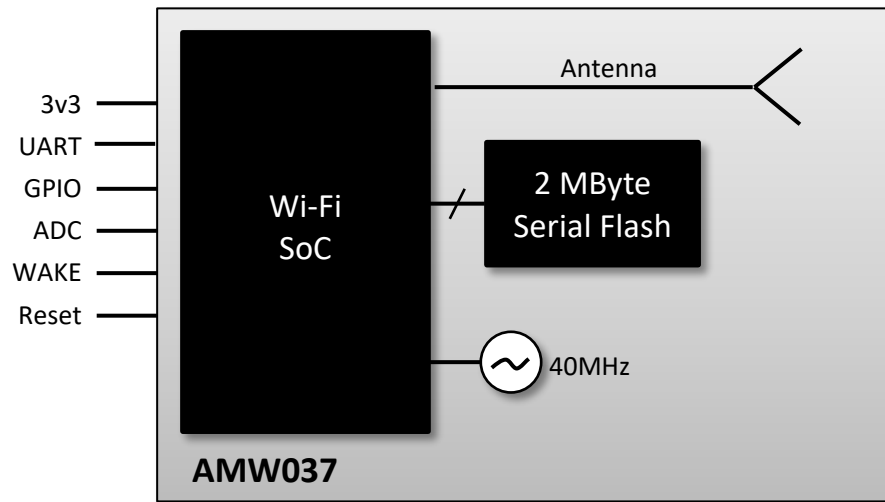 3v3
UART
GPIO
ADC
WAKE
Reset
Wi-Fi
SoC
Antenna
2 MByte
Serial Flash
40MHz
AMW037